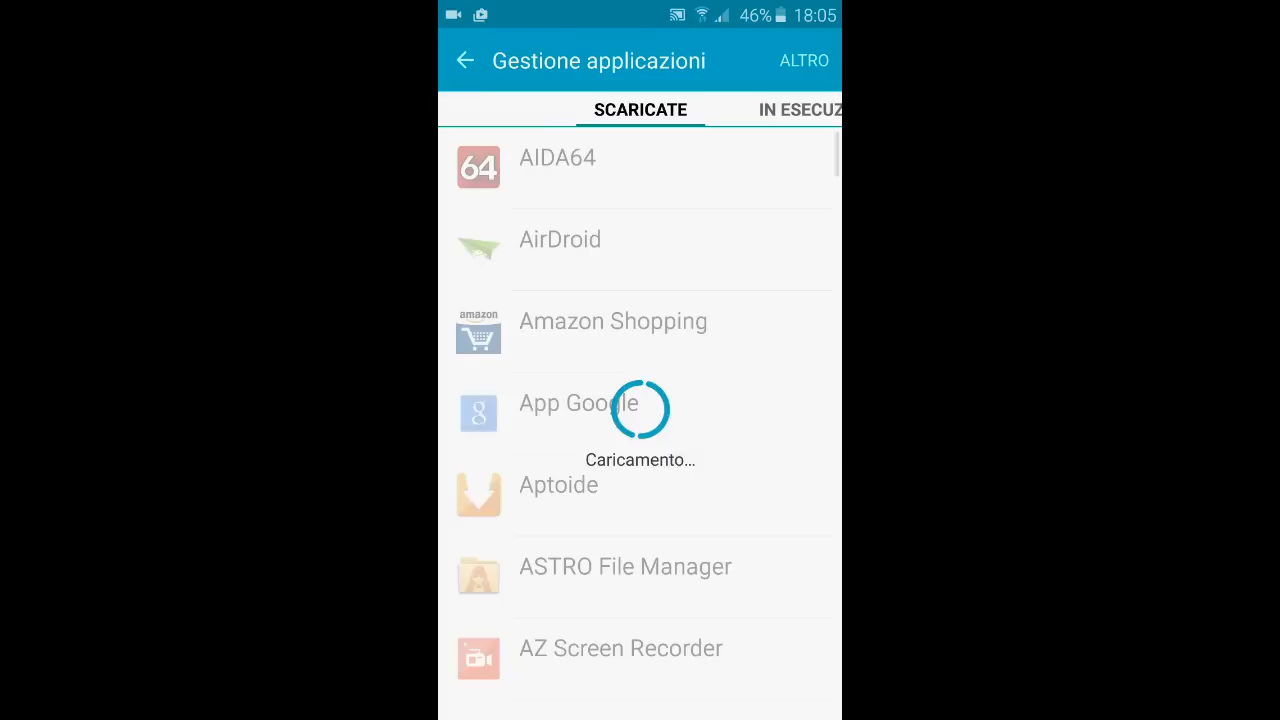 46% 18:05
Gestione applicazioni ALTRO
SCARICATE IN ESECUZ
64 AIDA64
AirDroid
amazon Amazon Shopping
8 App Google
Caricamento...
Aptoide
ASTRO File Manager
AZ Screen Recorder